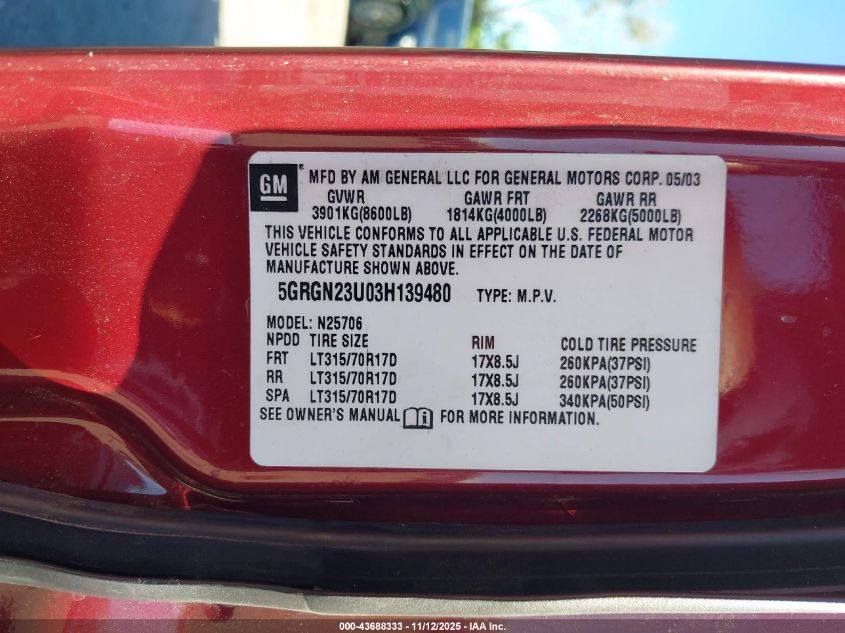 GM ® MFD BY AM GENERAL LLC FOR GENERAL MOTORS CORP. 05/03
GVWR GAWR FRT GAWR RR
3901KG(8600LB) 1814KG(4000LB) 2268KG(5000LB)
THIS VEHICLE CONFORMS TO ALL APPLICABLE U.S. FEDERAL MOTOR
VEHICLE SAFETY STANDARDS IN EFFECT ON THE DATE OF
MANUFACTURE SHOWN ABOVE.
5GRGN23U03H139480 TYPE: M.P.V.
MODEL: N25706
NPDD TIRE SIZE RIM COLD TIRE PRESSURE
FRT LT315/70R17D 17X8.5J 260KPA(37PSI)
RR LT315/70R17D 17X8.5J 260KPA(37PSI)
SPA LT315/70R17D 17X8.5J 340KPA(50PSI)
SEE OWNER'S MANUAL FOR MORE INFORMATION.
000-43688333 - 11/12/2025 - IAA Inc.